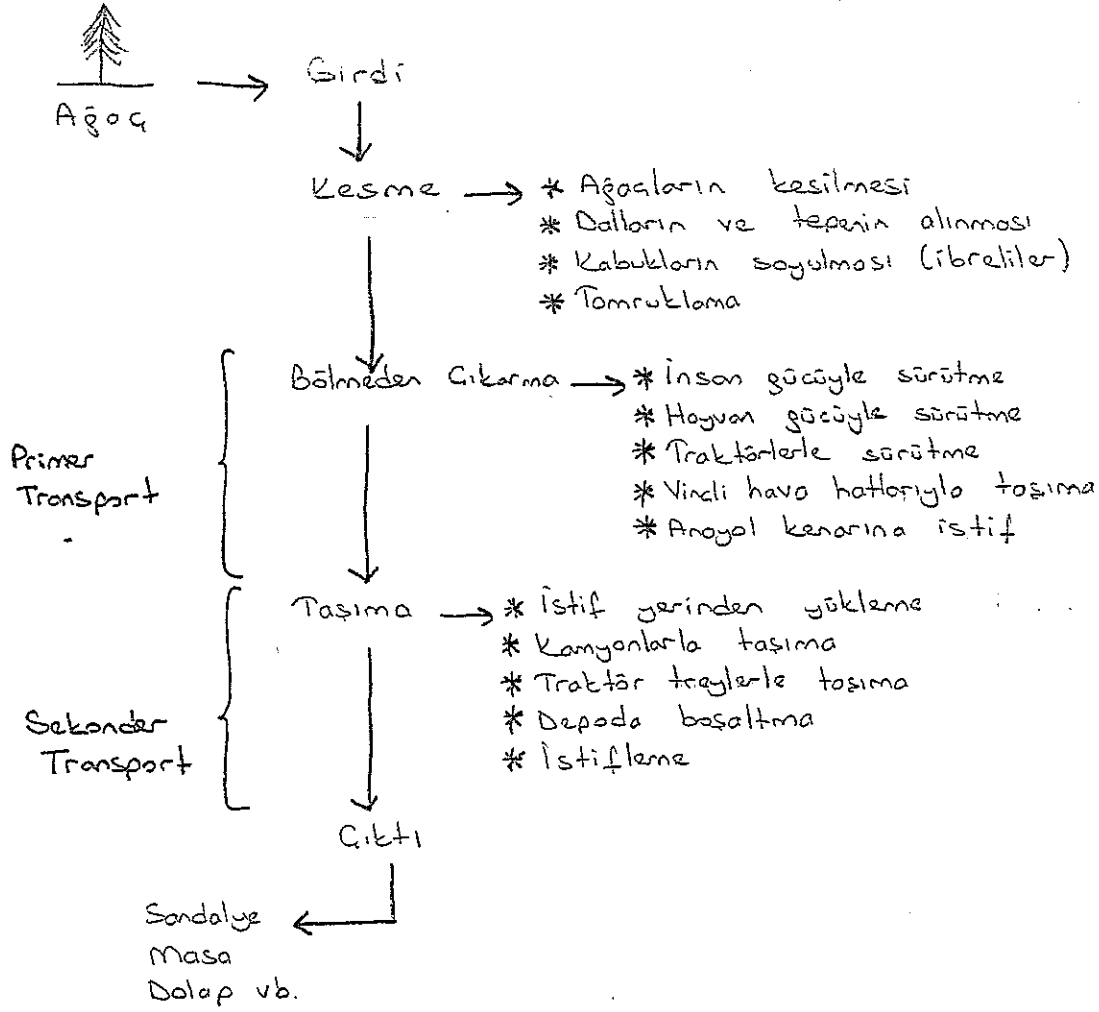 Ağaç
Girdi
Kesme
* Ağaçların kesilmesi
* Dalların ve tepenin alınması
* Kabukların soyulması (ibreliler)
* Tomruklama
Primer
Transport
Bölmeden Çıkarma
* İnsan gücüyle sürütme
* Hayvan gücüyle sürütme
* Traktörlerle sürütme
* Vinçli hava hatlarıyla taşıma
* Anayol kenarına istif
Sekonder
Transport
Taşıma
* İstif yerinden yükleme
* Kamyonlarla taşıma
* Traktör treylerle taşıma
* Depoda boşaltma
* İstifleme
Çıktı
Sandalye
Masa
Dolap vb.